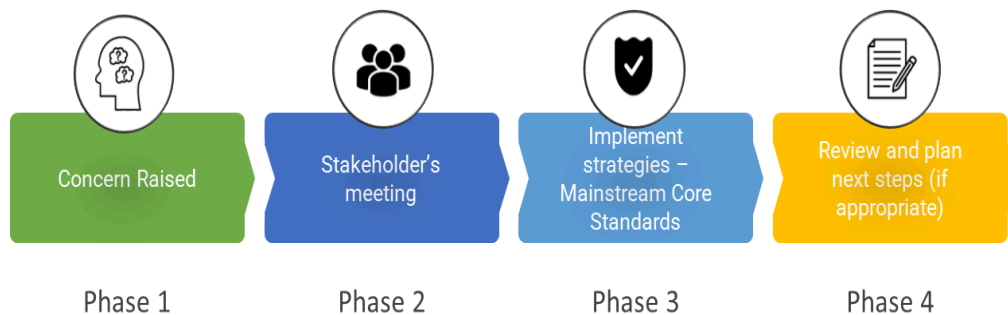 Concern Raised
Stakeholder's
meeting
Implement
strategies –
Mainstream Core
Standards
Review and plan
next steps (if
appropriate)
Phase 1
Phase 2
Phase 3
Phase 4